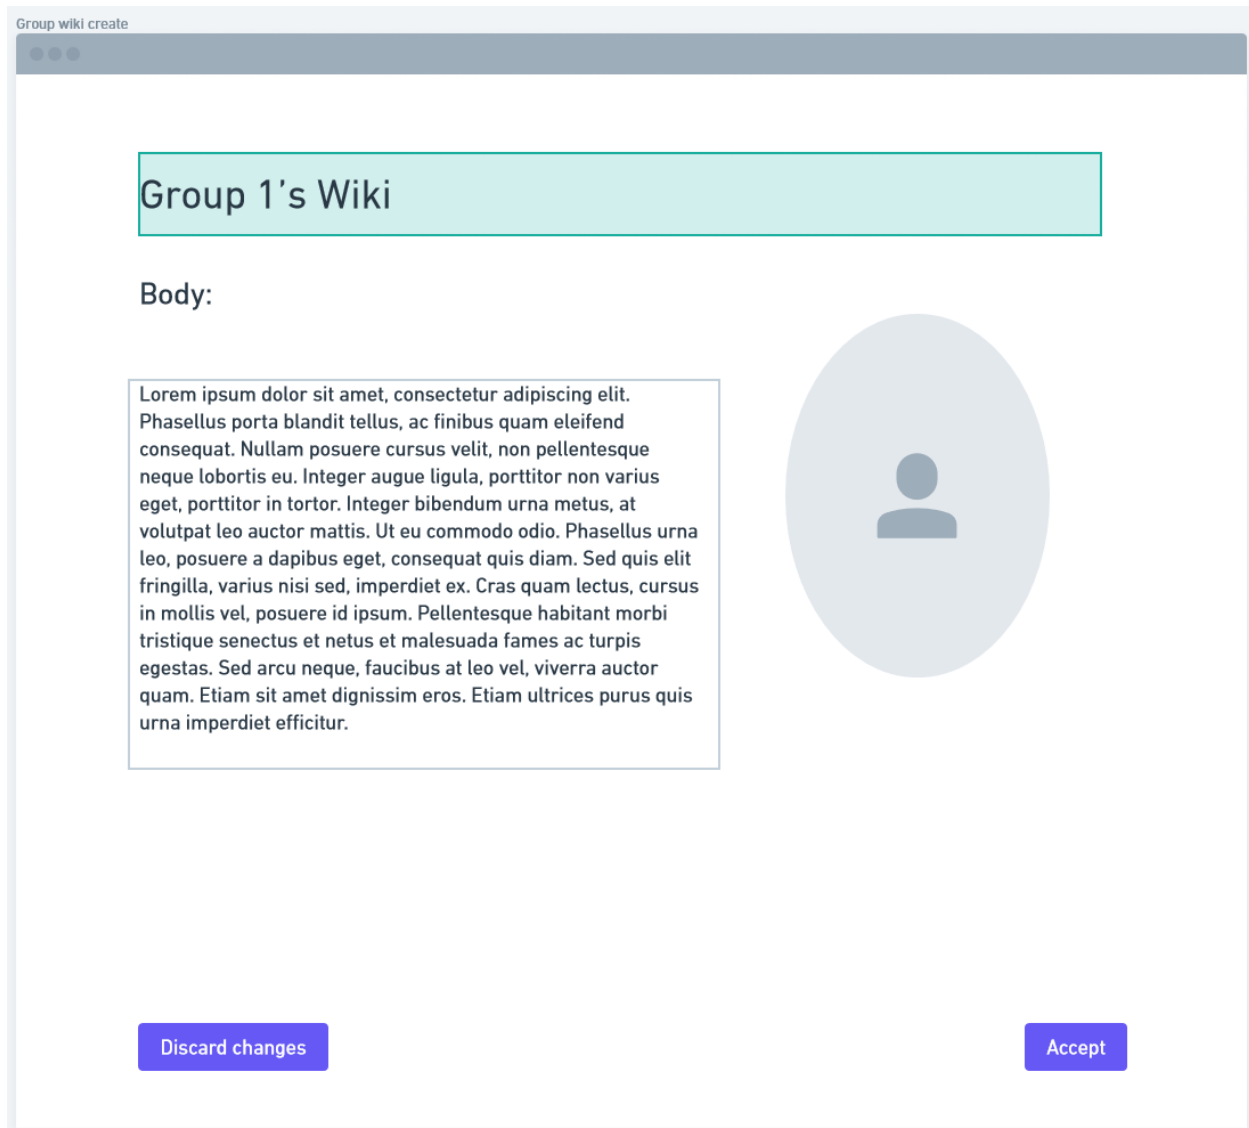 Group wiki create
Group 1’s Wiki
Body:
Lorem ipsum dolor sit amet, consectetur adipiscing elit.
Phasellus porta blandit tellus, ac finibus quam eleifend
consequat. Nullam posuere cursus velit, non pellentesque
neque lobortis eu. Integer augue ligula, porttitor non varius
eget, porttitor in tortor. Integer bibendum urna metus, at
volutpat leo auctor mattis. Ut eu commodo odio. Phasellus urna
leo, posuere a dapibus eget, consequat quis diam. Sed quis elit
fringilla, varius nisi sed, imperdiet ex. Cras quam lectus, cursus
in mollis vel, posuere id ipsum. Pellentesque habitant morbi
tristique senectus et netus et malesuada fames ac turpis
egestas. Sed arcu neque, faucibus at leo vel, viverra auctor
quam. Etiam sit amet dignissim eros. Etiam ultrices purus quis
urna imperdiet efficitur.
Discard changes
Accept